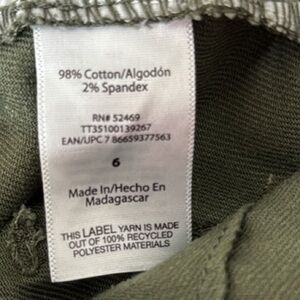 98% Cotton/Algodón
2% Spandex
RN# 52469
TT35100139267
EAN/UPC 7 86659377563
6
Made in/Hecho En
Madagascar
THIS LABEL YARN IS MADE
OUT OF 100% RECYCLED
POLYESTER MATERIALS